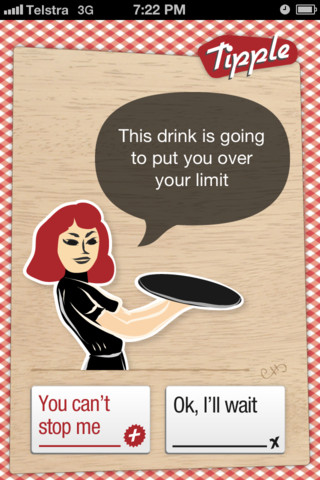 Telstra 3G 7:22 PM
Tipple
This drink is going
to put you over
your limit
You can't
stop me
Ok, I'll wait